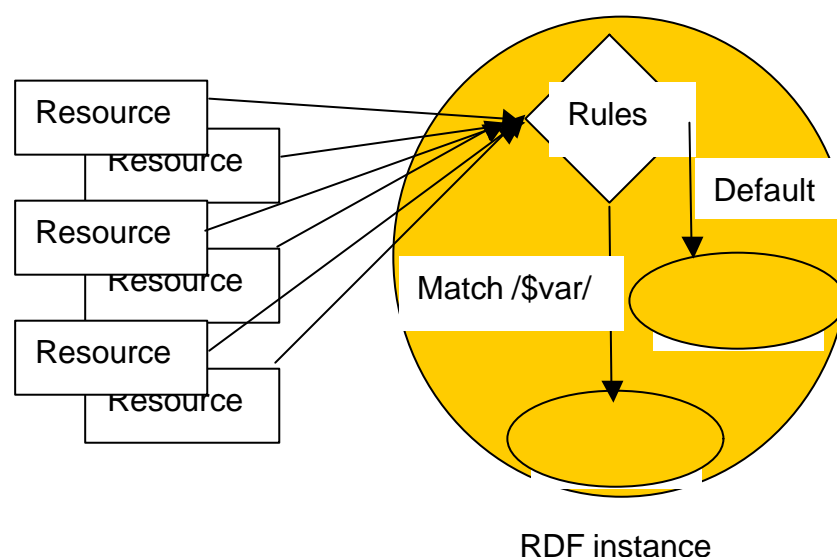 Resource
Resource
Resource
Resource
Resource
Resource
Rules
Default
Match /$var/
RDF instance